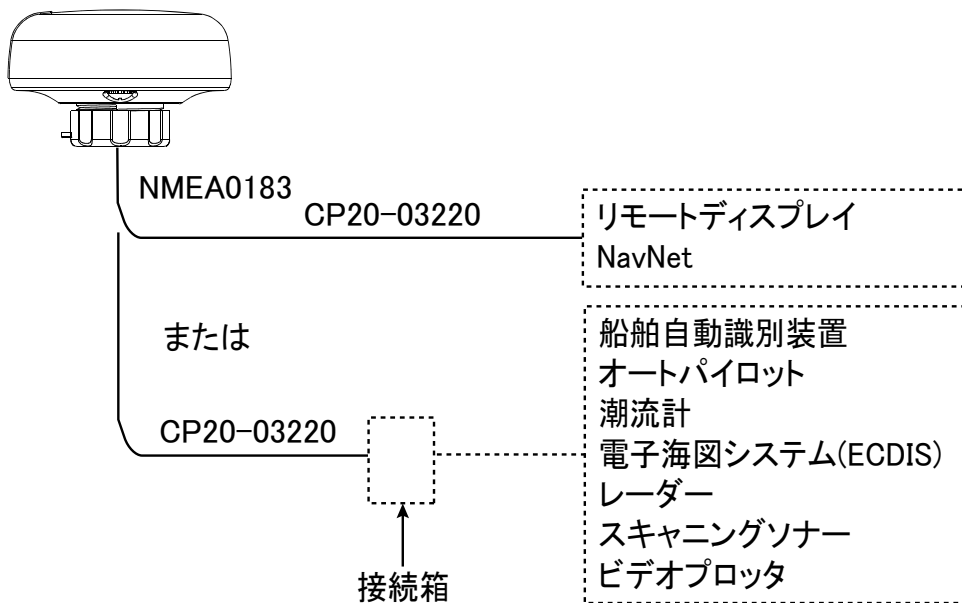 NMEA0183
CP20-03220
リモートディスプレイ
NavNet
または
CP20-03220
接続箱
船舶自動識別装置
オートパイロット
潮流計
電子海図システム(ECDIS)
レーダー
スキャニングソナー
ビデオプロッタ